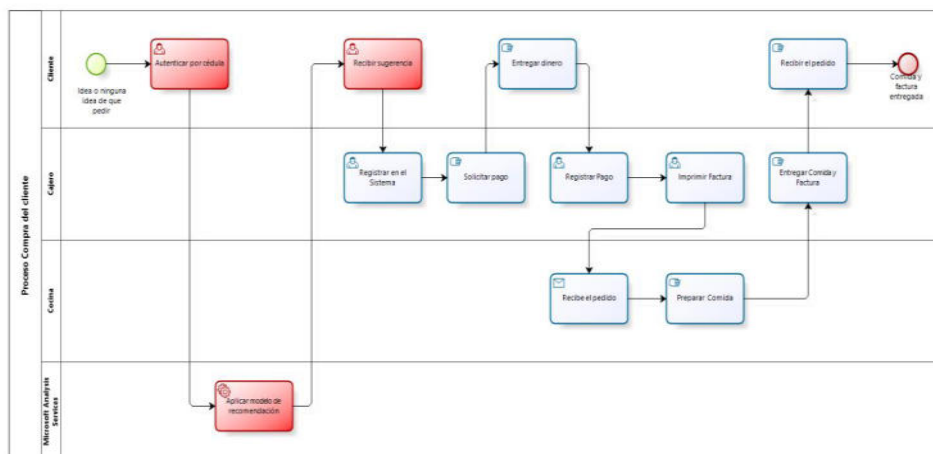 Proceso Compra del cliente
Cliente
Idea o ninguna
idea de que
pedir
Autenticar por cédula
Recibir sugerencia
Entregar dinero
Recibir el pedido
Comida y
factura
entregada
Cajero
Registrar en el
Sistema
Solicitar pago
Registrar Pago
Imprimir Factura
Entregar Comida y
Factura
Cocina
Recibe el pedido
Preparar Comida
Microsoft Analysis
Services
Aplicar modelo de
recomendación